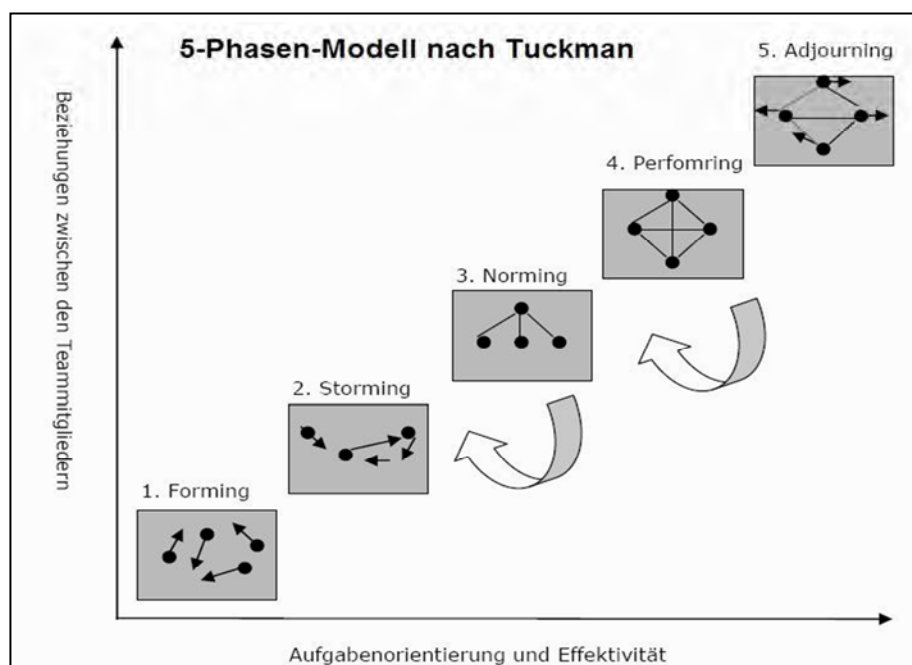 5-Phasen-Modell nach Tuckman
5. Adjourning
4. Perfomring
3. Norming
2. Storming
1. Forming
Beziehungen zwischen den Teammitgliedern
Aufgabenorientierung und Effektivität